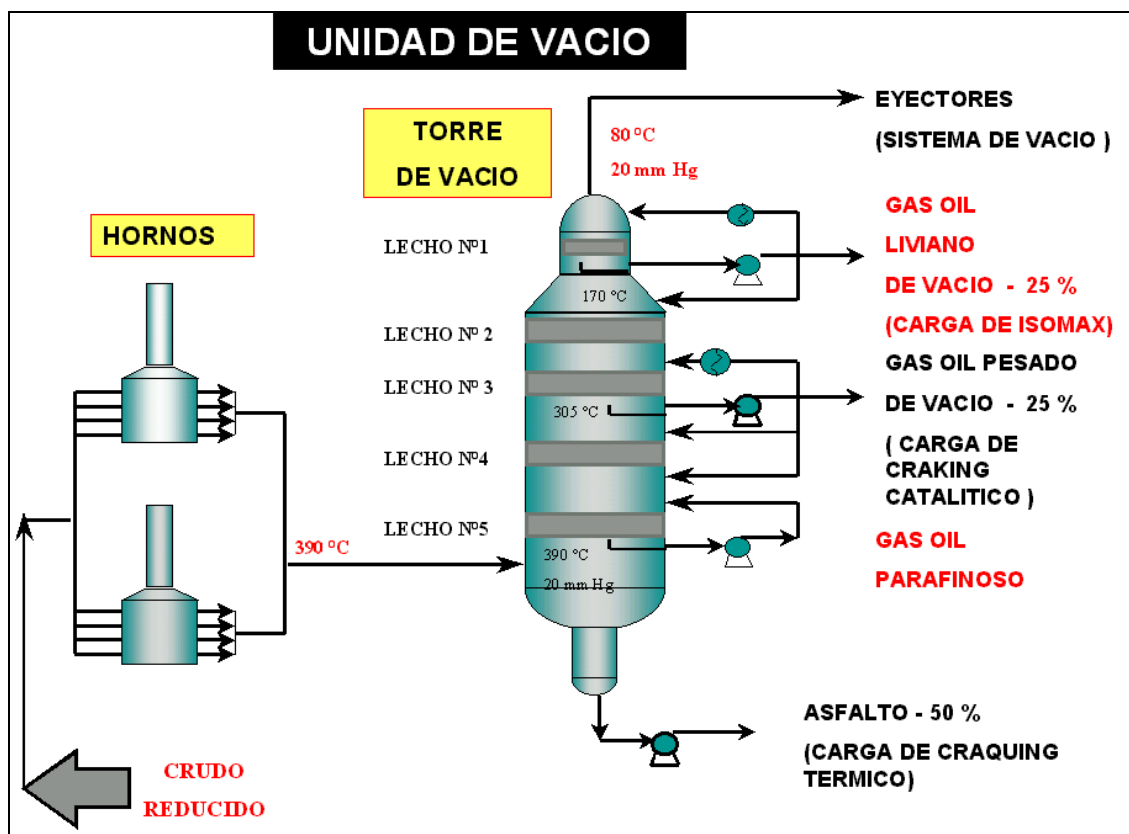 UNIDAD DE VACIO
EYECTORES
(SISTEMA DE VACIO )
TORRE
DE VACIO
80 °C
20 mm Hg
HORNOS
LECHO Nº1
GAS OIL
LIVIANO
DE VACIO - 25 %
(CARGA DE ISOMAX)
170 °C
LECHO Nº 2
GAS OIL PESADO
DE VACIO - 25 %
( CARGA DE
CRAKING
CATALITICO )
LECHO Nº 3
305 °C
LECHO Nº4
LECHO Nº5
390 °C
390 °C
20 mm Hg
GAS OIL
PARAFINOSO
ASFALTO - 50 %
(CARGA DE CRAQUING
TERMICO)
CRUDO
REDUCIDO